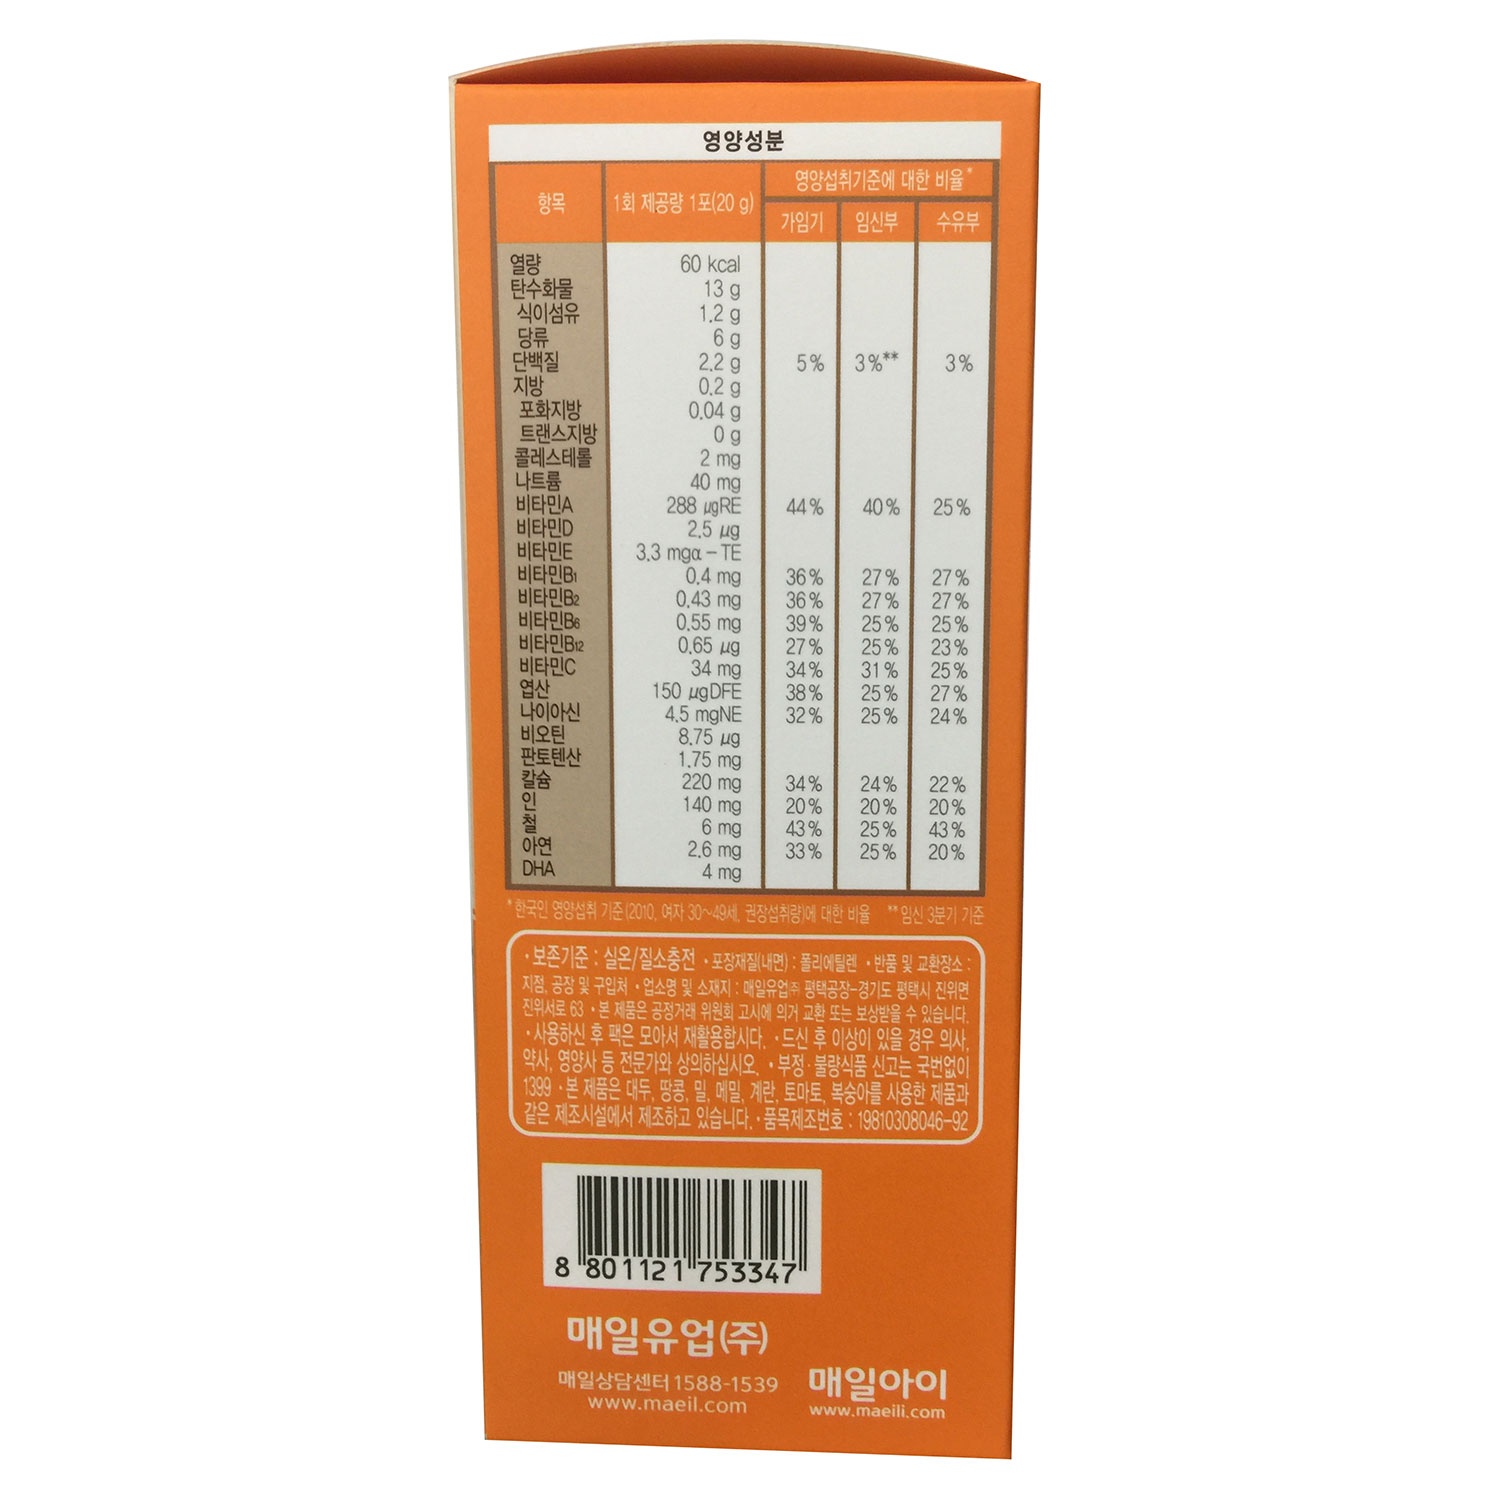 영양성분
항목 1회 제공량 1포(20 g) 영양섭취기준에 대한 비율*
가임기 임신부 수유부
열량 60 kcal
탄수화물 13 g
식이섬유 1.2 g
당류 6 g
단백질 2.2 g 5% 3%** 3%
지방 0.2 g
포화지방 0.04 g
트랜스지방 0 g
콜레스테롤 2 mg
나트륨 40 mg
비타민A 288 μgRE 44% 40% 25%
비타민D 2.5 μg
비타민E 3.3 mgα-TE
비타민B1 0.4 mg 36% 27% 27%
비타민B2 0.43 mg 36% 27% 27%
비타민B6 0.55 mg 39% 25% 25%
비타민B12 0.65 μg 27% 25% 23%
비타민C 34 mg 34% 31% 25%
엽산 150 μgDFE 38% 25% 27%
나이아신 4.5 mgNE 32% 25% 24%
비오틴 8.75 μg
판토텐산 1.75 mg
칼슘 220 mg 34% 24% 22%
인 140 mg 20% 20% 20%
철 6 mg 43% 25% 43%
아연 2.6 mg 33% 25% 20%
DHA 4 mg
*한국인 영양섭취 기준(2010, 여자 30~49세, 권장섭취량)에 대한 비율 **임신 3분기 기준
·보존기준 : 실온/질소충전 ·포장재질(내면) : 폴리에틸렌 ·반품 및 교환장소 :
지점, 공장 및 구입처 ·업소명 및 소재지 : 매일유업㈜ 평택공장-경기도 평택시 진위면
진위서로 63 ·본 제품은 공정거래 위원회 고시에 의거 교환 또는 보상받을 수 있습니다.
·사용하신 후 팩은 모아서 재활용합시다. ·드신 후 이상이 있을 경우 의사,
약사, 영양사 등 전문가와 상의하십시오. ·부정·불량식품 신고는 국번없이
1399 ·본 제품은 대두, 땅콩, 밀, 메밀, 계란, 토마토, 복숭아를 사용한 제품과
같은 제조시설에서 제조하고 있습니다. ·품목제조번호 : 19810308046-92
8 801121 753347
매일유업(주)
매일상담센터 1588-1539
www.maeil.com
매일아이
www.maeili.com